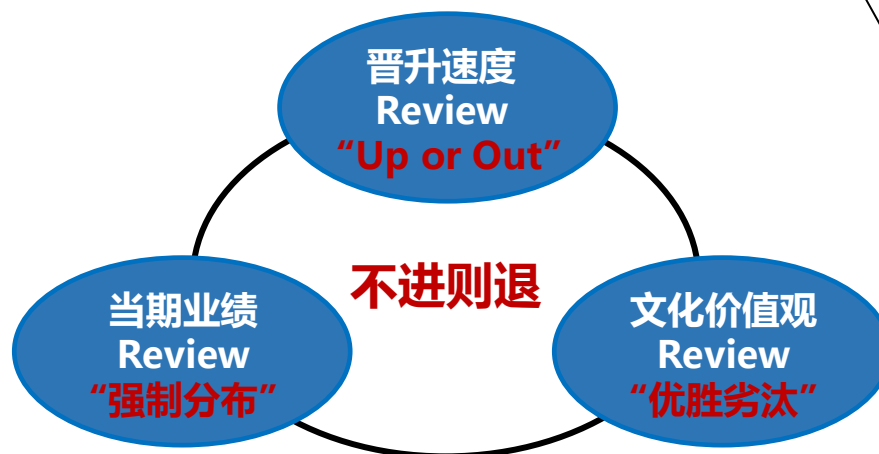 晋升速度
Review
“Up or Out”
不进则退
当期业绩
Review
“强制分布”
文化价值观
Review
“优胜劣汰”